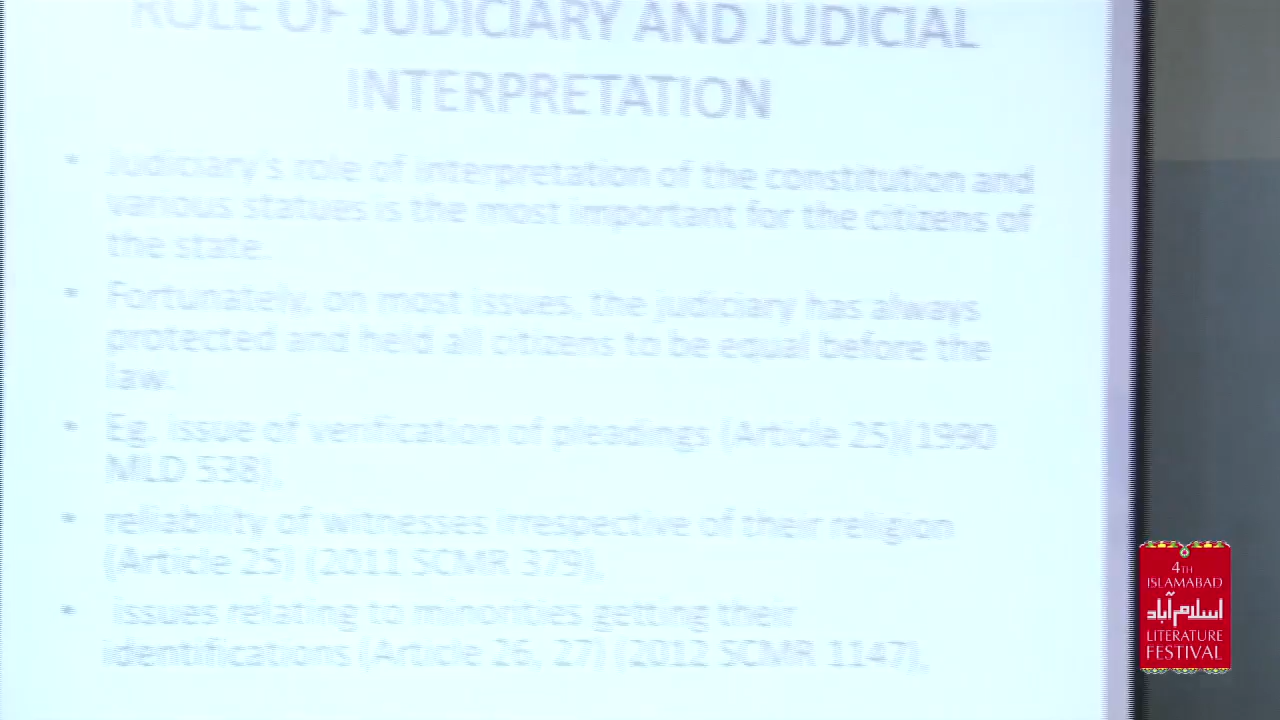 ROLE OF JUDICIARY AND JUDICIAL
INTERPRETATION
• Judiciary's role of interpretation of the constitution and
various statues is the most important for the citizens of
the state.
• Fortunately, on most issues, the judiciary has always
protected and held all citizens to be equal before the
law.
• Eg. issue of verification of pleadings (Article 25)(1990
MLD 538),
• reliability of witnesses irrespective of their religion
(Article 25) (2011 SCMR 379),
• issues relating to minorities getting their
identifications 27) (2012 SCMR 1147),
4TH
ISLAMABAD
اسلام آباد
LITERATURE
FESTIVAL